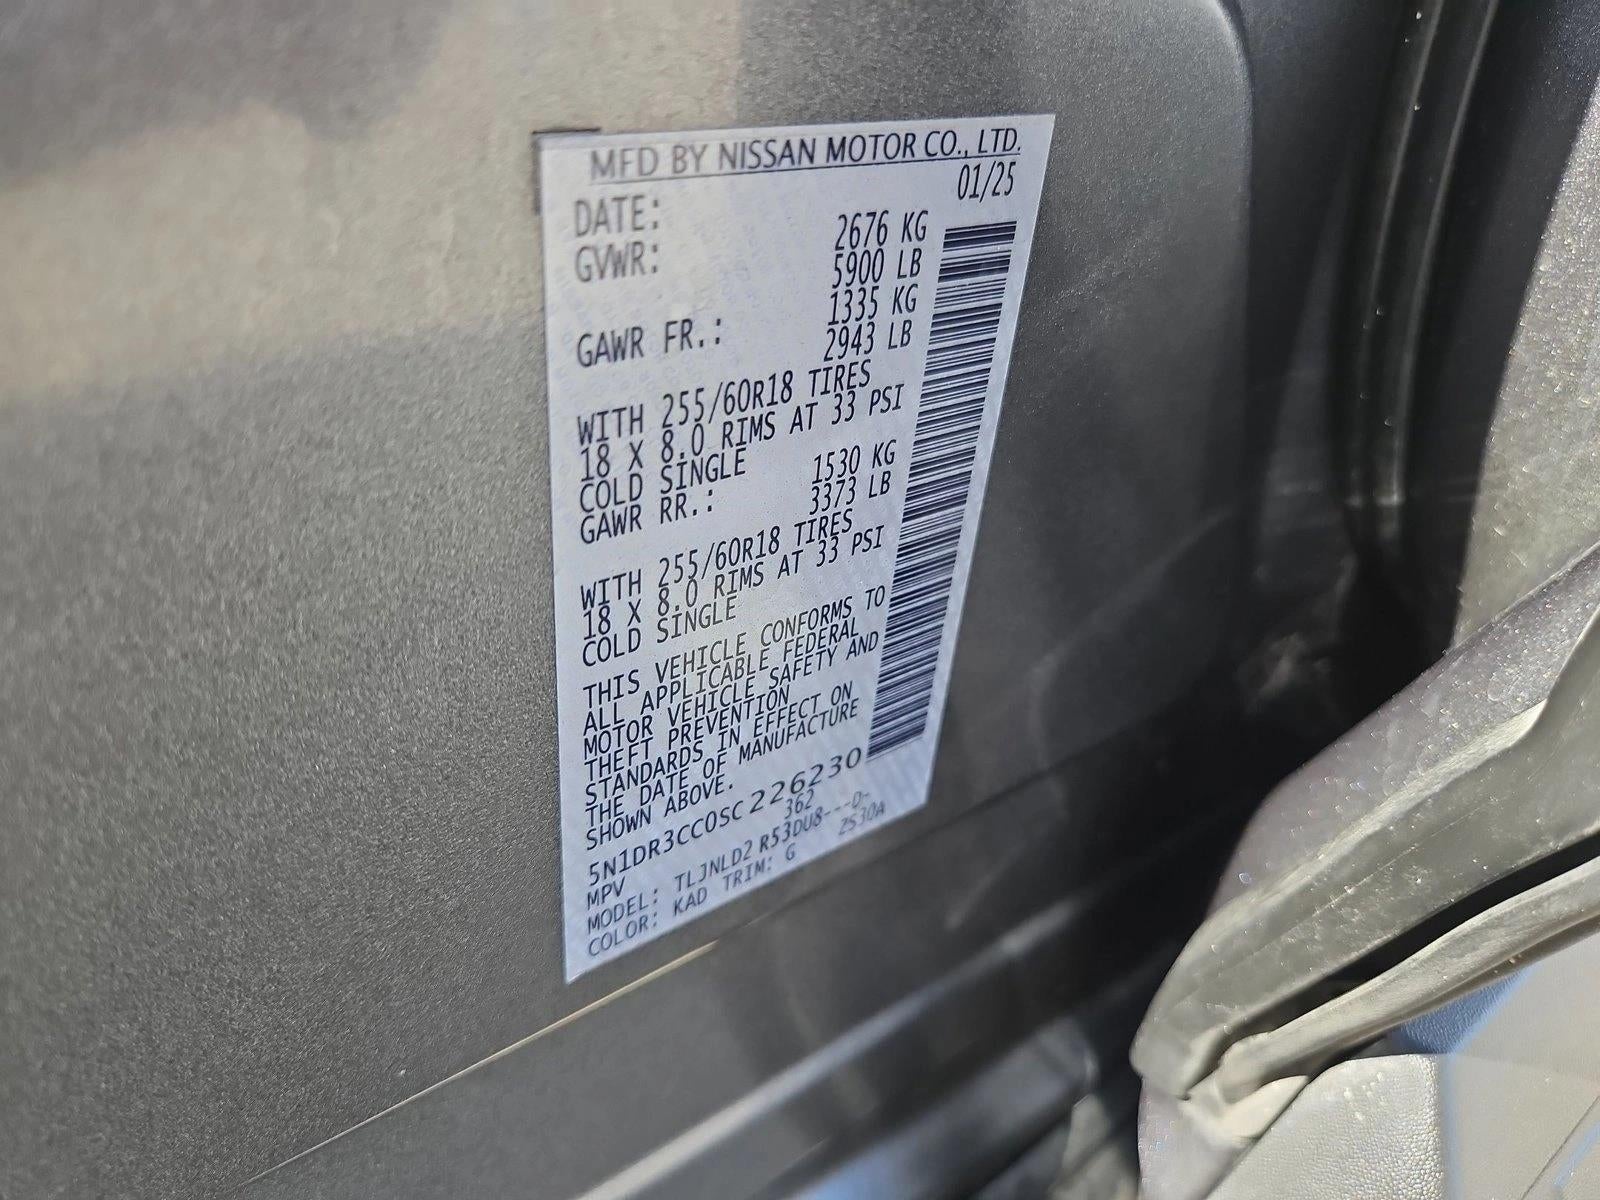 MFD BY NISSAN MOTOR CO., LTD.
DATE: 01/25
GVWR: 2676 KG
5900 LB
GAWR FR.: 1335 KG
2943 LB
WITH 255/60R18 TIRES
18 X 8.0 RIMS AT 33 PSI
COLD SINGLE
GAWR RR.: 1530 KG
3373 LB
WITH 255/60R18 TIRES
18 X 8.0 RIMS AT 33 PSI
COLD SINGLE
THIS VEHICLE CONFORMS TO
ALL APPLICABLE FEDERAL
MOTOR VEHICLE SAFETY AND
THEFT PREVENTION
STANDARDS IN EFFECT ON
THE DATE OF MANUFACTURE
SHOWN ABOVE.
5N1DR3CC0SC226230
MPV 362
MODEL: TLJNLD2 R53DU8---D-
COLOR: KAD TRIM: G ZS30A